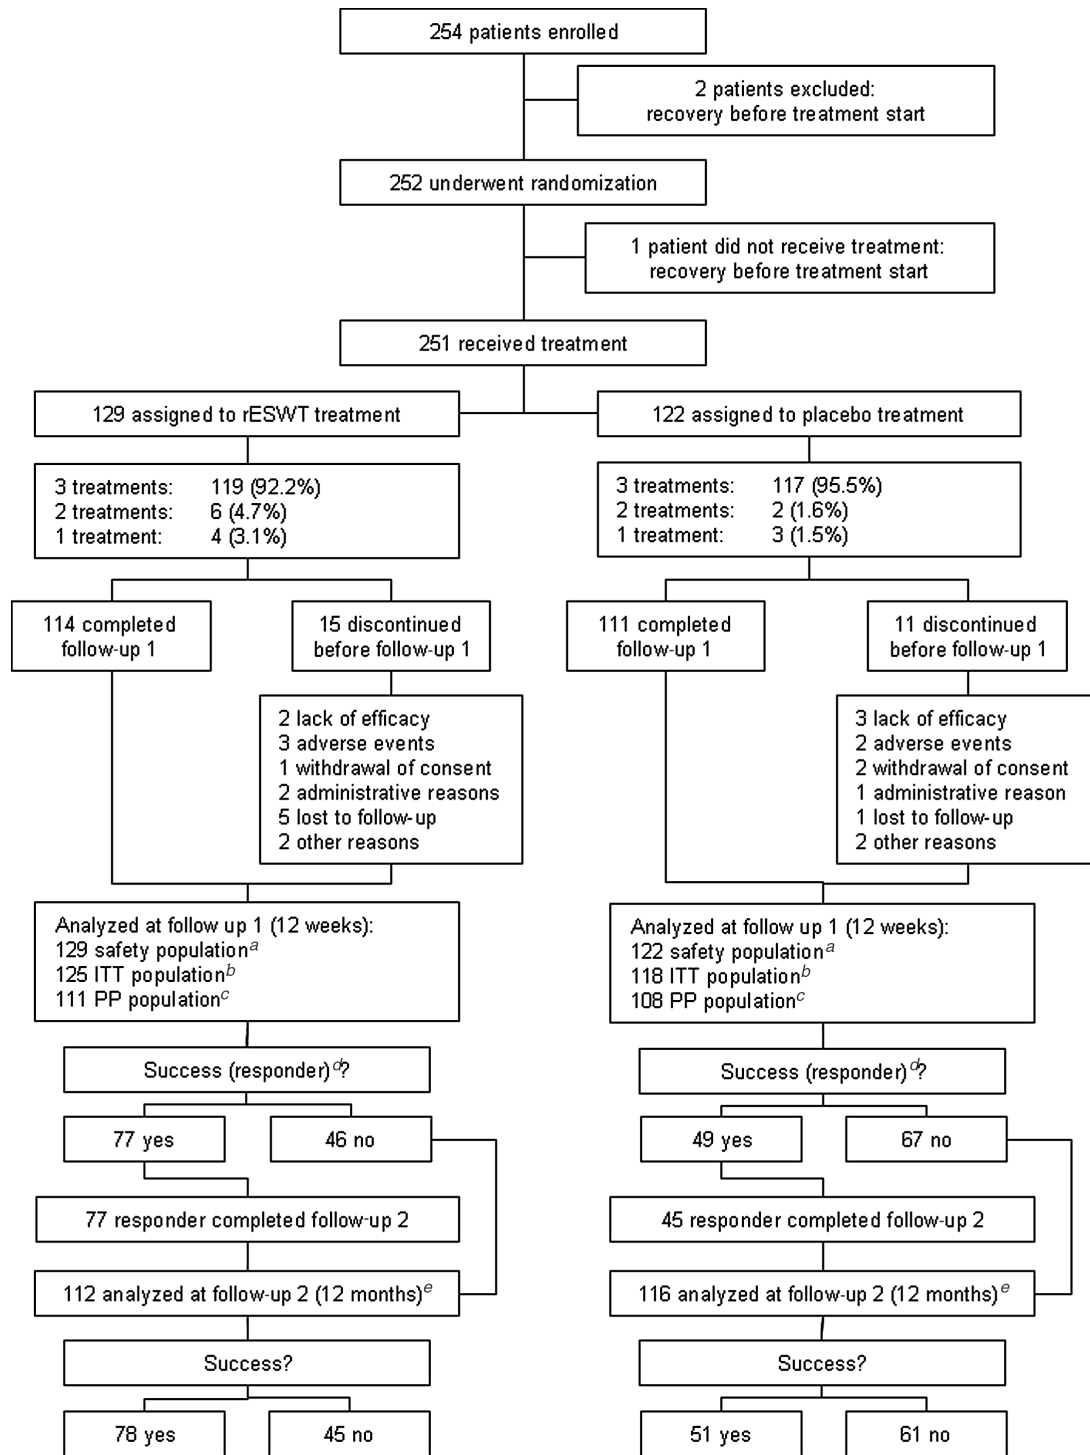 254 patients enrolled
2 patients excluded:
recovery before treatment start
252 underwent randomization
1 patient did not receive treatment:
recovery before treatment start
251 received treatment
129 assigned to rESWT treatment
122 assigned to placebo treatment
3 treatments: 119 (92.2%)
2 treatments: 6 (4.7%)
1 treatment: 4 (3.1%)
3 treatments: 117 (95.5%)
2 treatments: 2 (1.6%)
1 treatment: 3 (1.5%)
114 completed
follow-up 1
15 discontinued
before follow-up 1
111 completed
follow-up 1
11 discontinued
before follow-up 1
2 lack of efficacy
3 adverse events
1 withdrawal of consent
2 administrative reasons
5 lost to follow-up
2 other reasons
3 lack of efficacy
2 adverse events
2 withdrawal of consent
1 administrative reason
1 lost to follow-up
2 other reasons
Analyzed at follow up 1 (12 weeks):
129 safety population a
125 ITT population b
111 PP population c
Analyzed at follow up 1 (12 weeks):
122 safety population a
118 ITT population b
108 PP population c
Success (responder) d?
Success (responder) d?
77 yes
46 no
49 yes
67 no
77 responder completed follow-up 2
45 responder completed follow-up 2
112 analyzed at follow-up 2 (12 months) e
116 analyzed at follow-up 2 (12 months) e
Success?
Success?
78 yes
45 no
51 yes
61 no